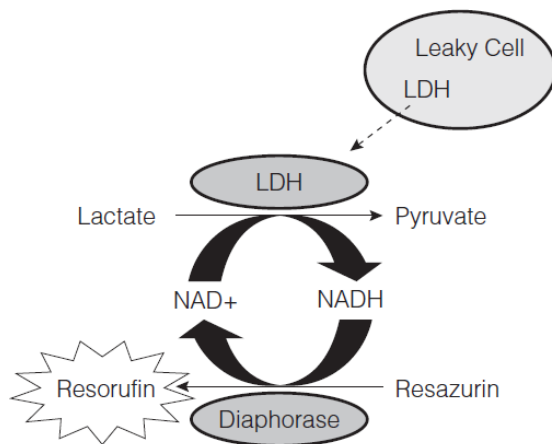 Leaky Cell
LDH
LDH
Lactate
Pyruvate
NAD+
NADH
Resorufin
Resazurin
Diaphorase